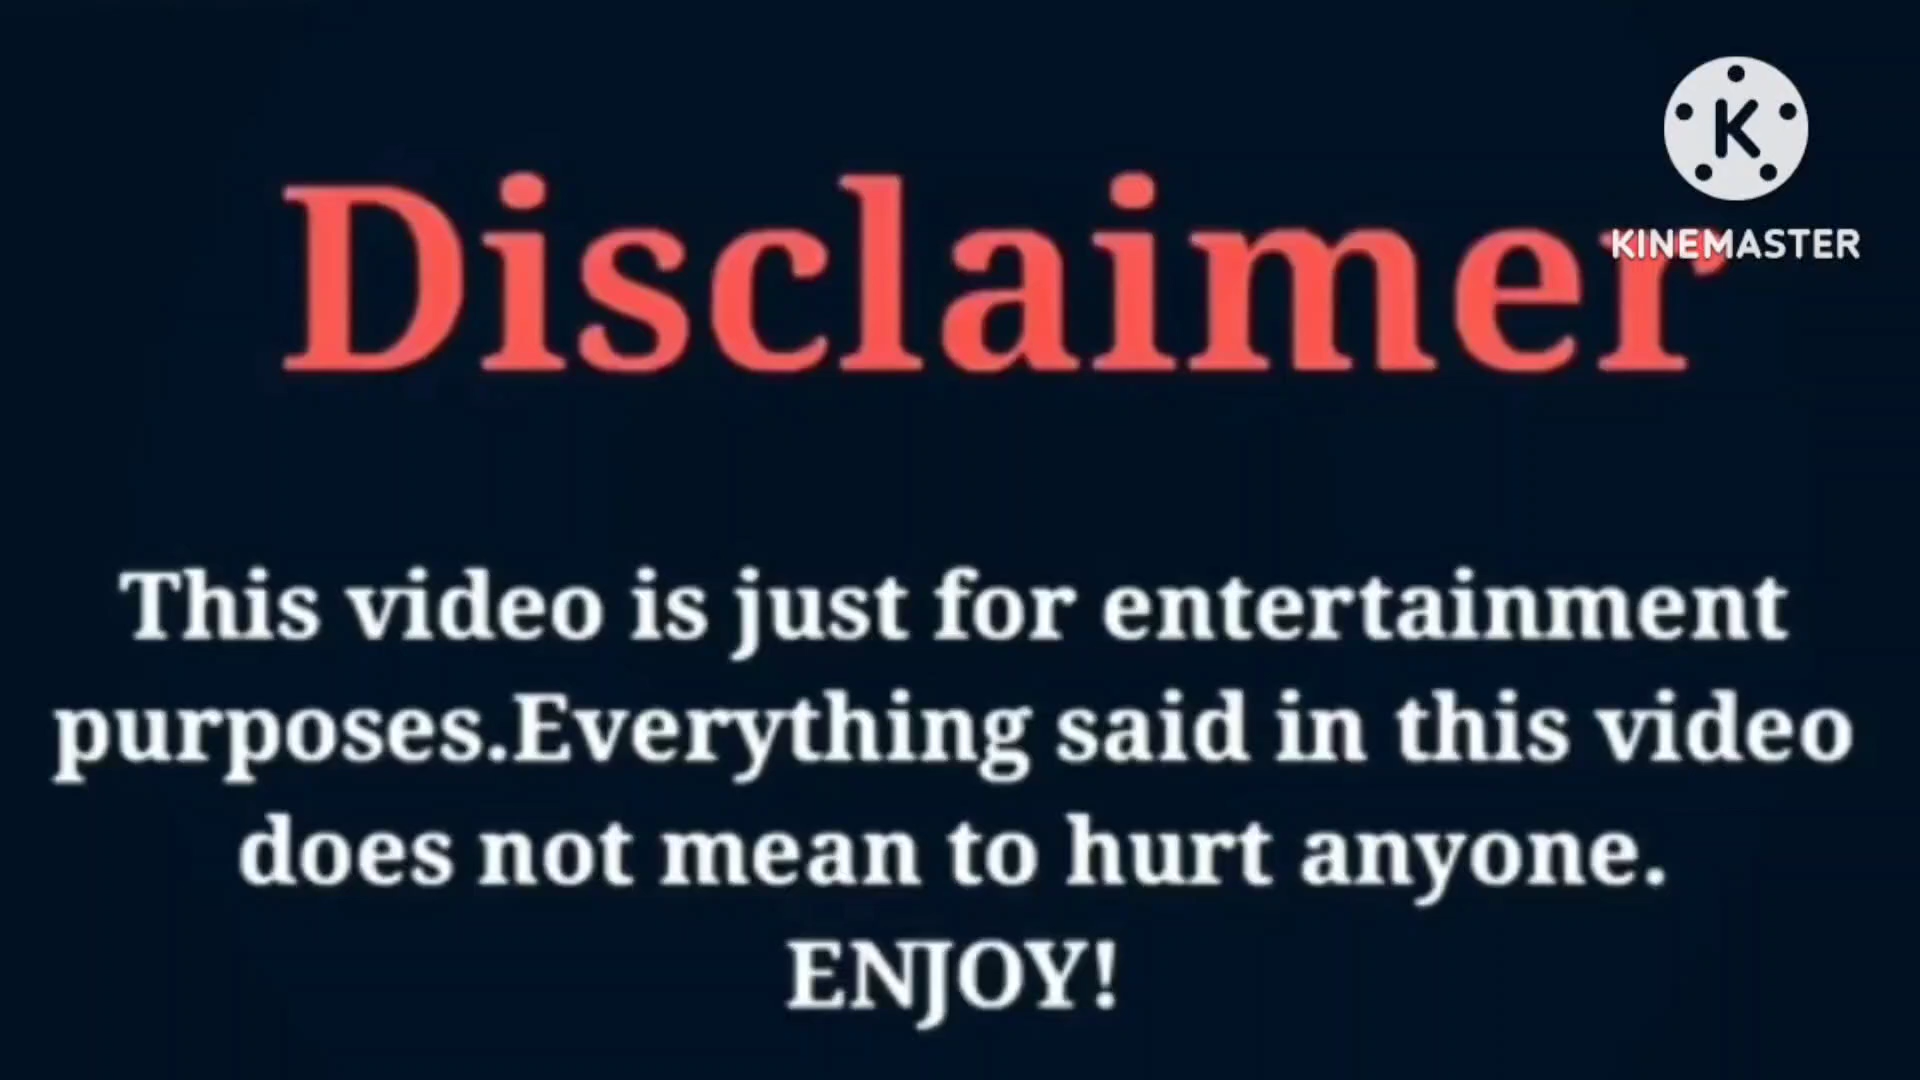 K
KINEMASTER
Disclaimer
This video is just for entertainment
purposes.Everything said in this video
does not mean to hurt anyone.
ENJOY!